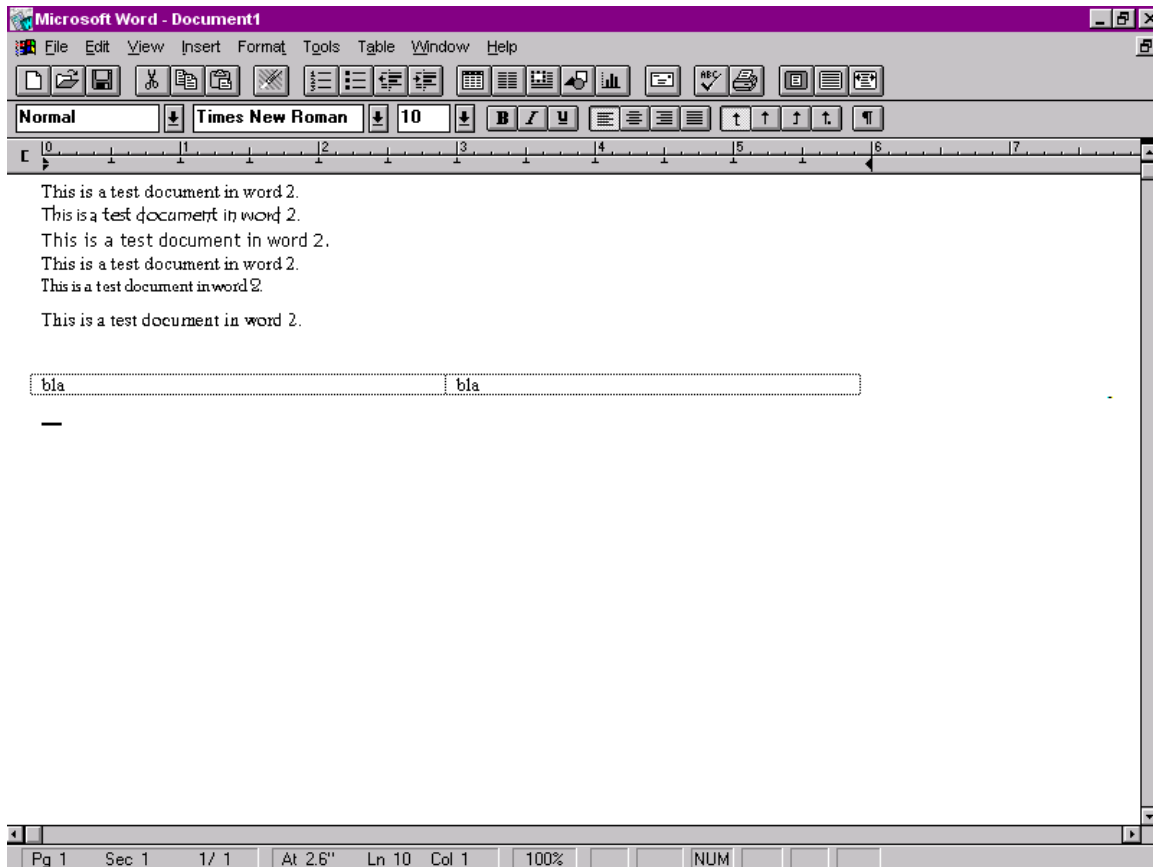 Microsoft Word - Document1
File Edit View Insert Format Tools Table Window Help
ABC
Normal Times New Roman 10 B I U ¶
0 1 2 3 4 5 6 7
This is a test document in word 2.
This is a test document in word 2.
This is a test document in word 2.
This is a test document in word 2.
This is a test document in word 2.
This is a test document in word 2.
bla bla
Pg 1 Sec 1 1/ 1 At 2.6" Ln 10 Col 1 100% NUM